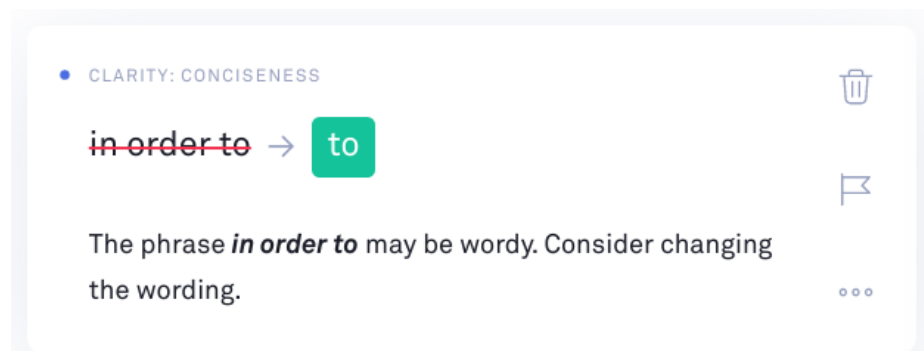 CLARITY: CONCISENESS
in order to → to
The phrase in order to may be wordy. Consider changing
the wording.